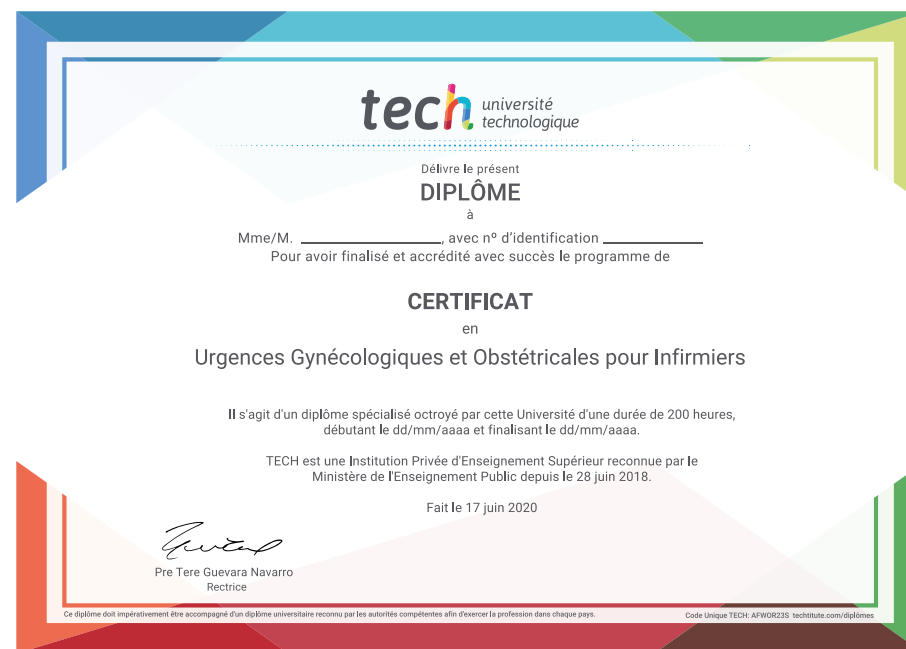 tech université
technologique
Délivre le présent
DIPLÔME
à
Mme/M. ____________________, avec nº d'identification ______________
Pour avoir finalisé et accrédité avec succès le programme de
CERTIFICAT
en
Urgences Gynécologiques et Obstétricales pour Infirmiers
Il s'agit d'un diplôme spécialisé octroyé par cette Université d'une durée de 200 heures,
débutant le dd/mm/aaaa et finalisant le dd/mm/aaaa.
TECH est une Institution Privée d'Enseignement Supérieur reconnue par le
Ministère de l'Enseignement Public depuis le 28 juin 2018.
Fait le 17 juin 2020
Pre Tere Guevara Navarro
Rectrice
Ce diplôme doit impérativement être accompagné d'un diplôme universitaire reconnu par les autorités compétentes afin d'exercer la profession dans chaque pays.
Code Unique TECH: AFWOR23S techtitute.com/diplômes